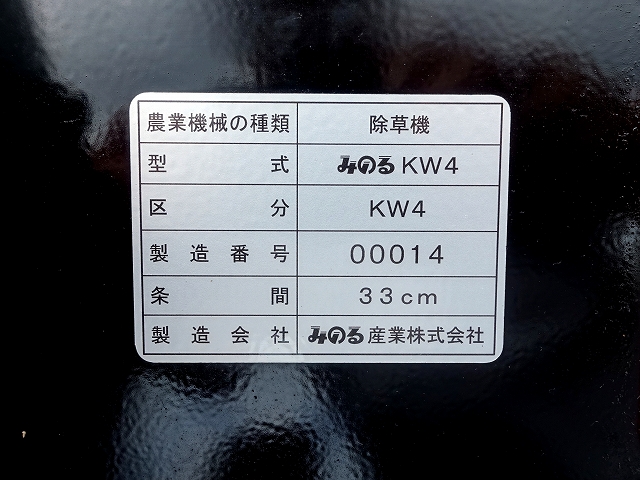 農業機械の種類 除草機
型式 みのるKW4
区分 KW4
製造番号 00014
条間 33cm
製造会社 みのる産業株式会社